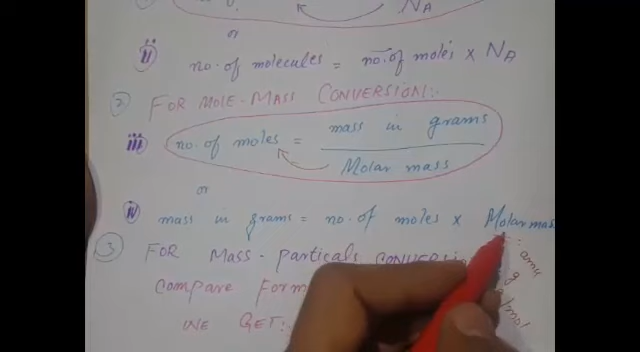 NA
or
ii no. of molecules = no. of moles × NA
2 FOR MOLE-MASS CONVERSION:
iii no. of moles = mass in grams
Molar mass
or
iv mass in grams = no. of moles × Molar mass
: amu
3 FOR MASS-particals
g
COMPARE
g/mol
WE GET: